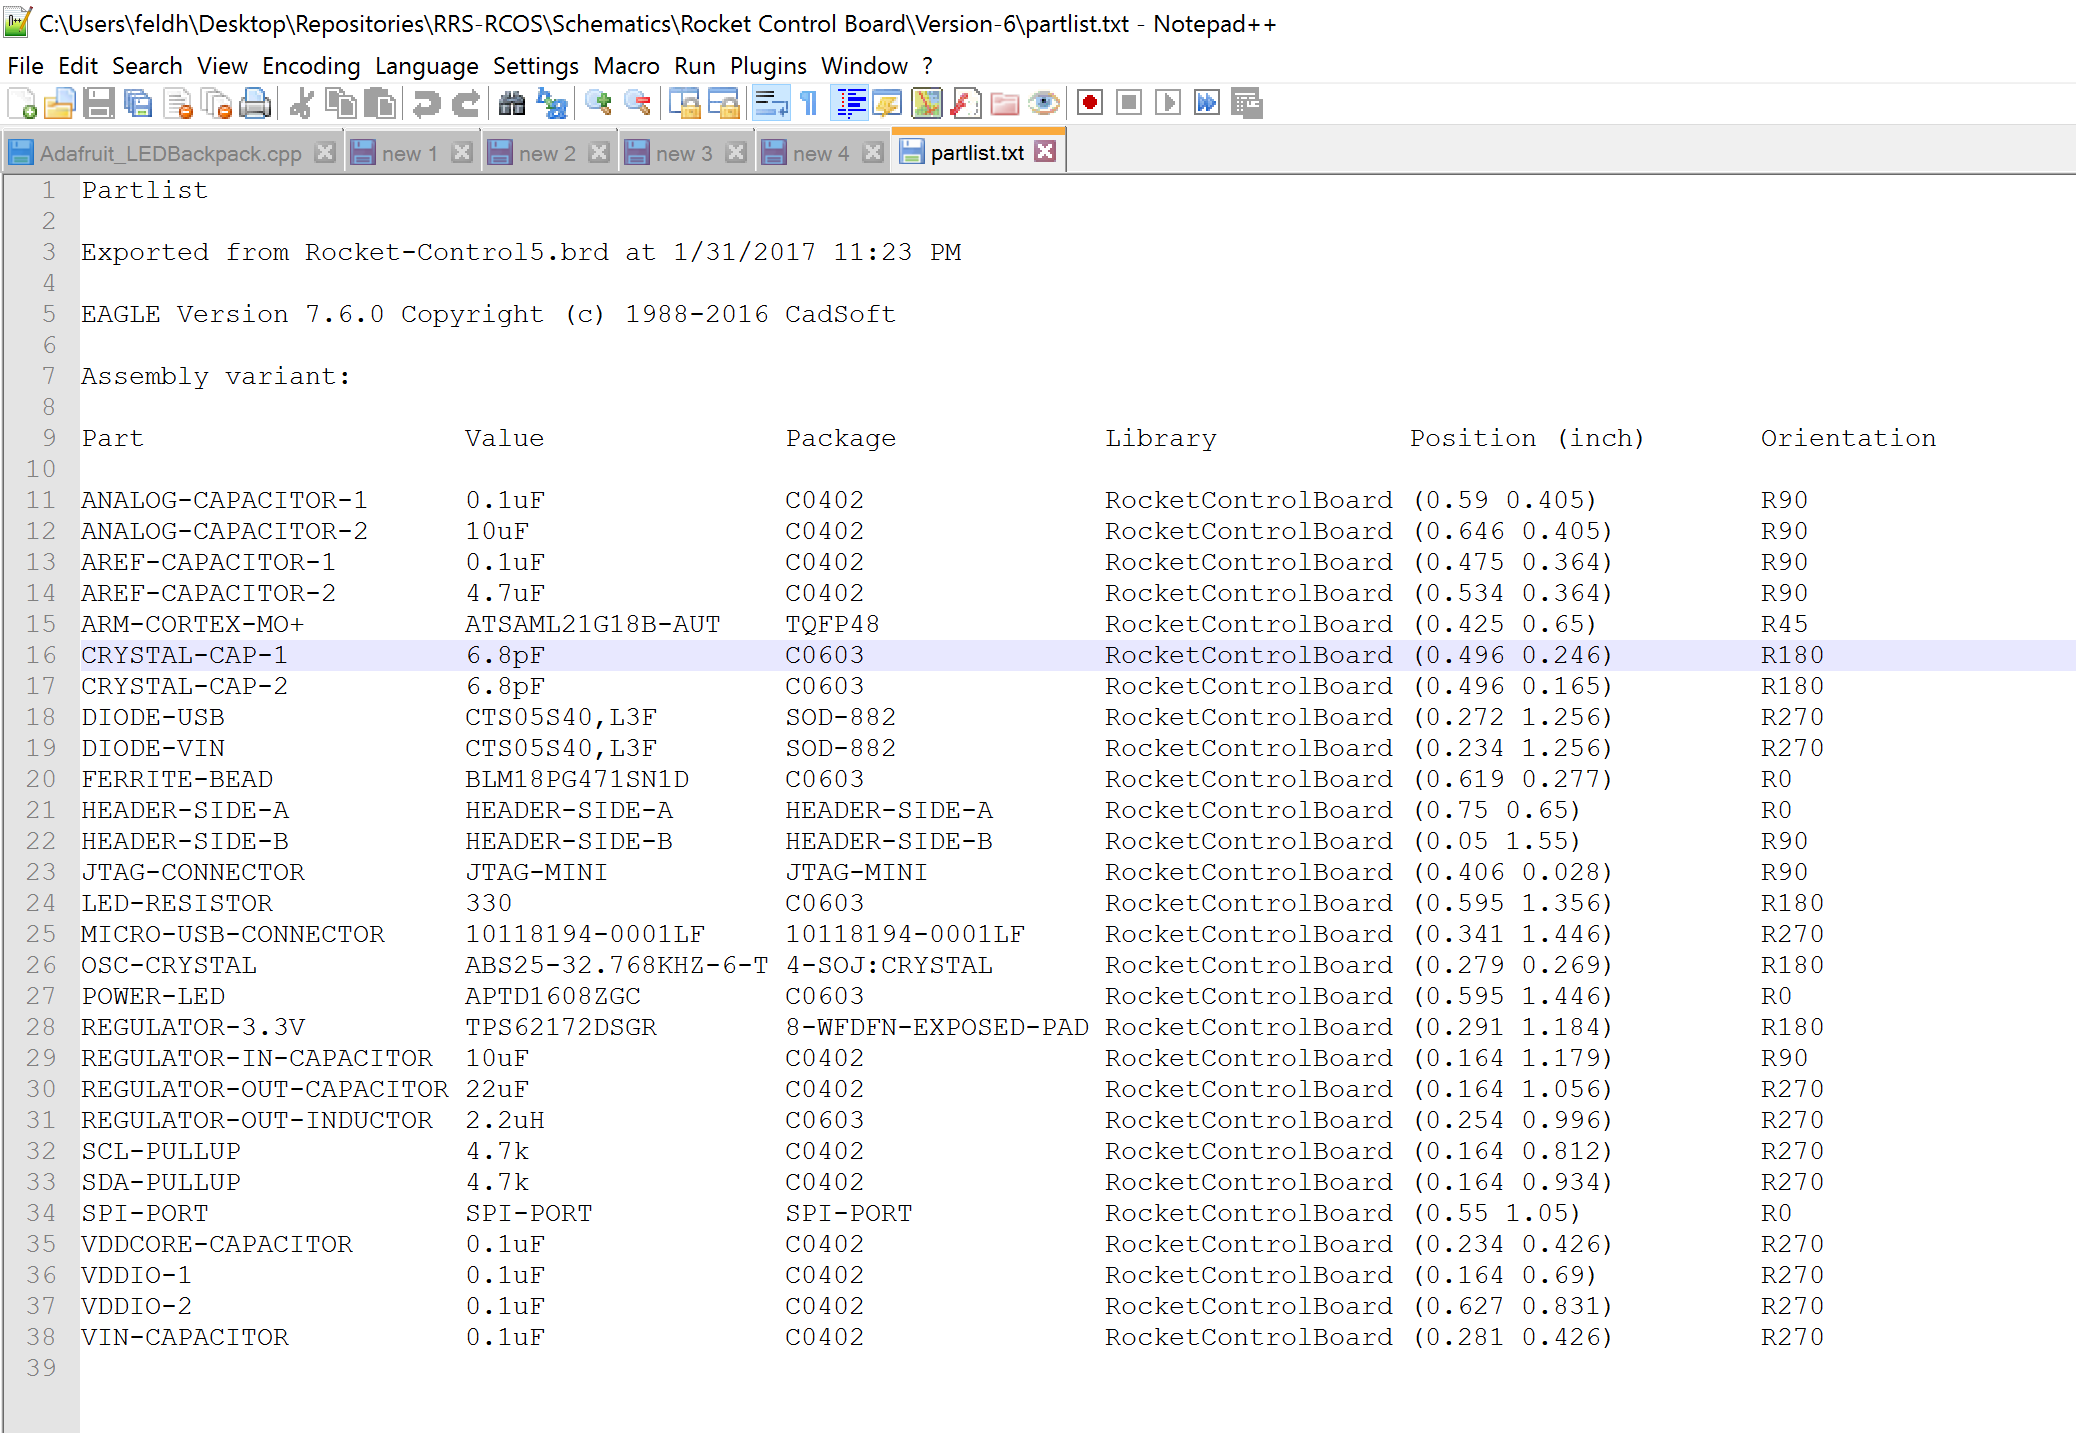 C:\Users\feldh\Desktop\Repositories\RRS-RCOS\Schematics\Rocket Control Board\Version-6\partlist.txt - Notepad++
File Edit Search View Encoding Language Settings Macro Run Plugins Window ?
Adafruit_LEDBackpack.cpp new 1 new 2 new 3 new 4 partlist.txt
1 Partlist
2
3 Exported from Rocket-Control5.brd at 1/31/2017 11:23 PM
4
5 EAGLE Version 7.6.0 Copyright (c) 1988-2016 CadSoft
6
7 Assembly variant:
8
9 Part Value Package Library Position (inch) Orientation
10
11 ANALOG-CAPACITOR-1 0.1uF C0402 RocketControlBoard (0.59 0.405) R90
12 ANALOG-CAPACITOR-2 10uF C0402 RocketControlBoard (0.646 0.405) R90
13 AREF-CAPACITOR-1 0.1uF C0402 RocketControlBoard (0.475 0.364) R90
14 AREF-CAPACITOR-2 4.7uF C0402 RocketControlBoard (0.534 0.364) R90
15 ARM-CORTEX-MO+ ATSAML21G18B-AUT TQFP48 RocketControlBoard (0.425 0.65) R45
16 CRYSTAL-CAP-1 6.8pF C0603 RocketControlBoard (0.496 0.246) R180
17 CRYSTAL-CAP-2 6.8pF C0603 RocketControlBoard (0.496 0.165) R180
18 DIODE-USB CTS05S40,L3F SOD-882 RocketControlBoard (0.272 1.256) R270
19 DIODE-VIN CTS05S40,L3F SOD-882 RocketControlBoard (0.234 1.256) R270
20 FERRITE-BEAD BLM18PG471SN1D C0603 RocketControlBoard (0.619 0.277) R0
21 HEADER-SIDE-A HEADER-SIDE-A HEADER-SIDE-A RocketControlBoard (0.75 0.65) R0
22 HEADER-SIDE-B HEADER-SIDE-B HEADER-SIDE-B RocketControlBoard (0.05 1.55) R90
23 JTAG-CONNECTOR JTAG-MINI JTAG-MINI RocketControlBoard (0.406 0.028) R90
24 LED-RESISTOR 330 C0603 RocketControlBoard (0.595 1.356) R180
25 MICRO-USB-CONNECTOR 10118194-0001LF 10118194-0001LF RocketControlBoard (0.341 1.446) R270
26 OSC-CRYSTAL ABS25-32.768KHZ-6-T 4-SOJ:CRYSTAL RocketControlBoard (0.279 0.269) R180
27 POWER-LED APTD1608ZGC C0603 RocketControlBoard (0.595 1.446) R0
28 REGULATOR-3.3V TPS62172DSGR 8-WFDFN-EXPOSED-PAD RocketControlBoard (0.291 1.184) R180
29 REGULATOR-IN-CAPACITOR 10uF C0402 RocketControlBoard (0.164 1.179) R90
30 REGULATOR-OUT-CAPACITOR 22uF C0402 RocketControlBoard (0.164 1.056) R270
31 REGULATOR-OUT-INDUCTOR 2.2uH C0603 RocketControlBoard (0.254 0.996) R270
32 SCL-PULLUP 4.7k C0402 RocketControlBoard (0.164 0.812) R270
33 SDA-PULLUP 4.7k C0402 RocketControlBoard (0.164 0.934) R270
34 SPI-PORT SPI-PORT SPI-PORT RocketControlBoard (0.55 1.05) R0
35 VDDCORE-CAPACITOR 0.1uF C0402 RocketControlBoard (0.234 0.426) R270
36 VDDIO-1 0.1uF C0402 RocketControlBoard (0.164 0.69) R270
37 VDDIO-2 0.1uF C0402 RocketControlBoard (0.627 0.831) R270
38 VIN-CAPACITOR 0.1uF C0402 RocketControlBoard (0.281 0.426) R270
39